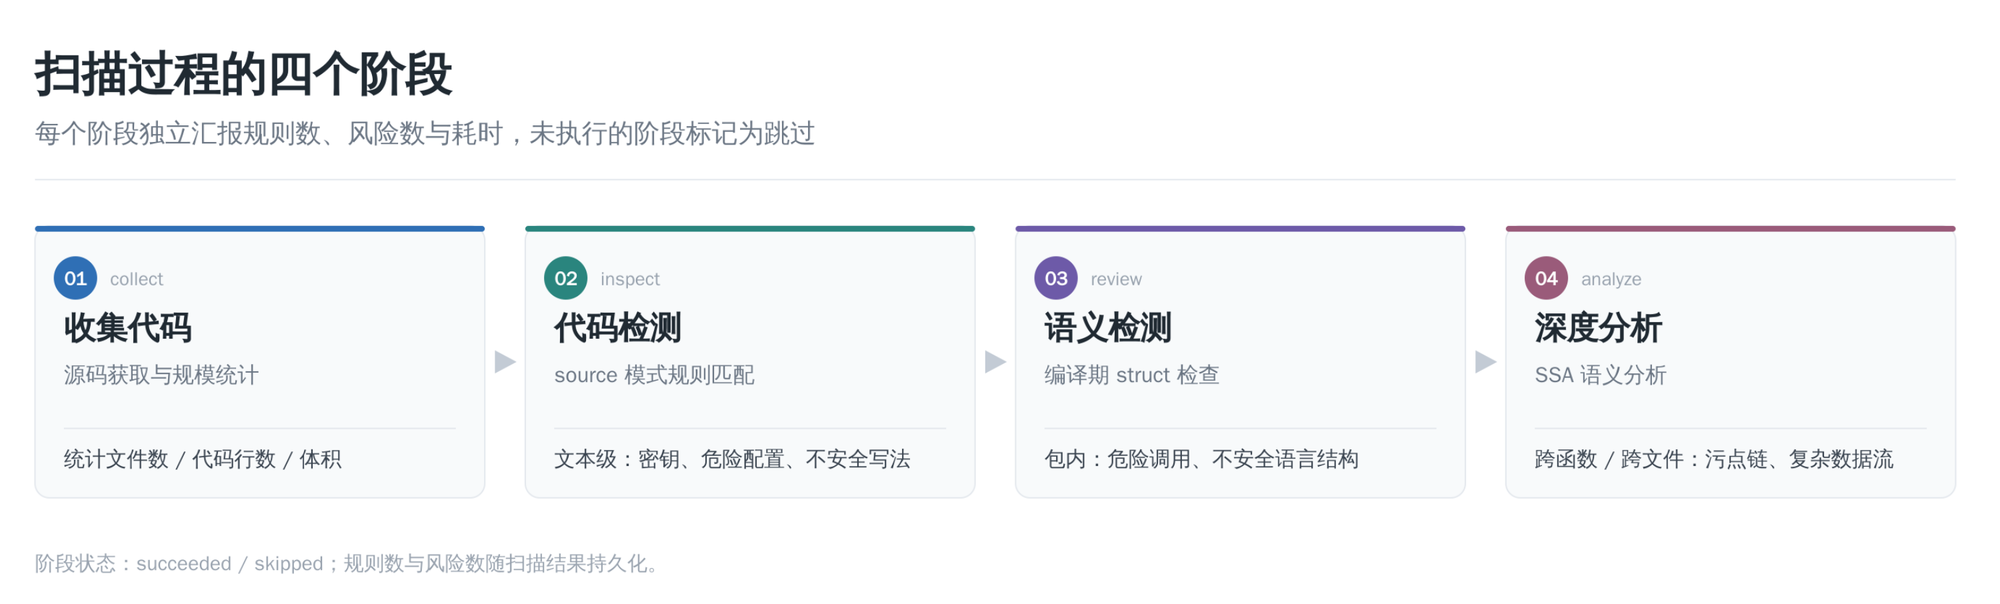 扫描过程的四个阶段
每个阶段独立汇报规则数、风险数与耗时，未执行的阶段标记为跳过
01 collect
收集代码
源码获取与规模统计
统计文件数 / 代码行数 / 体积
02 inspect
代码检测
source 模式规则匹配
文本级：密钥、危险配置、不安全写法
03 review
语义检测
编译期 struct 检查
包内：危险调用、不安全语言结构
04 analyze
深度分析
SSA 语义分析
跨函数 / 跨文件：污点链、复杂数据流
阶段状态：succeeded / skipped；规则数与风险数随扫描结果持久化。